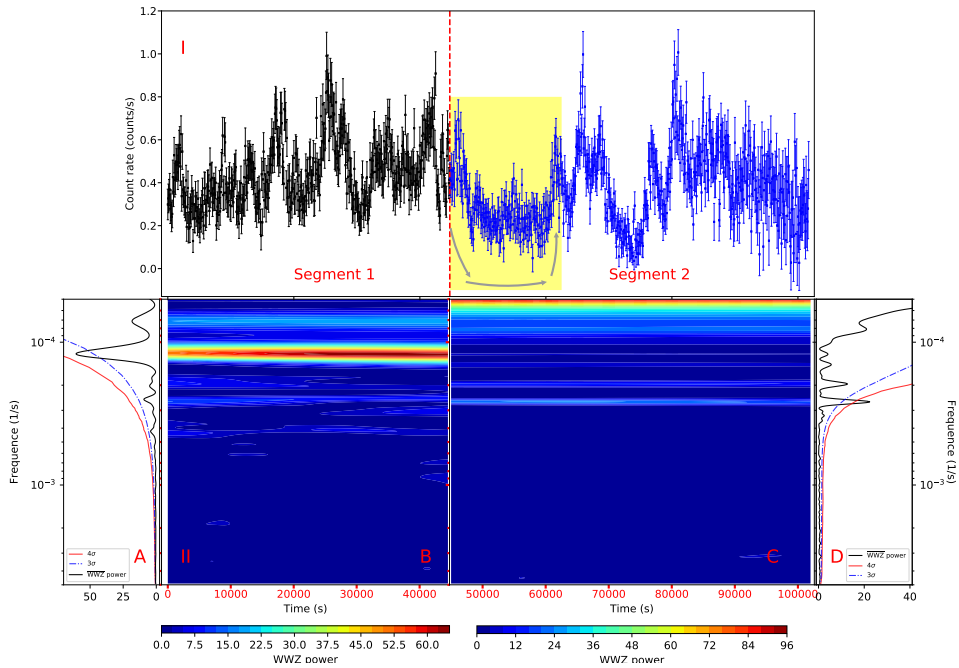 1.2
1.0
0.8
0.6
0.4
0.2
0.0
Count rate (counts/s)
I
Segment 1
Segment 2
10⁻⁴
10⁻³
Frequence (1/s)
4σ
3σ
WWZ power
A
50
25
0
II
B
0
10000
20000
30000
40000
Time (s)
C
50000
60000
70000
80000
90000
100000
Time (s)
D
WWZ power
4σ
3σ
0
20
40
10⁻⁴
10⁻³
Frequence (1/s)
0.0
7.5
15.0
22.5
30.0
37.5
45.0
52.5
60.0
WWZ power
0
12
24
36
48
60
72
84
96
WWZ power